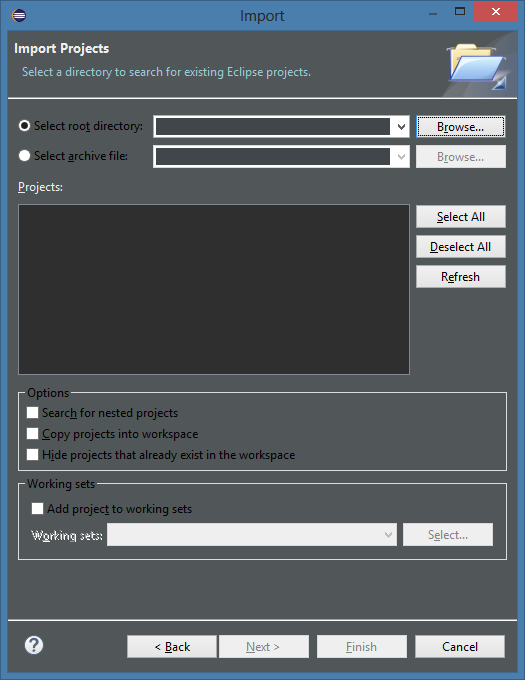 Import
Import Projects
Select a directory to search for existing Eclipse projects.
Select root directory:
Browse...
Select archive file:
Browse...
Projects:
Select All
Deselect All
Refresh
Options
Search for nested projects
Copy projects into workspace
Hide projects that already exist in the workspace
Working sets
Add project to working sets
Working sets:
Select...
?
< Back
Next >
Finish
Cancel